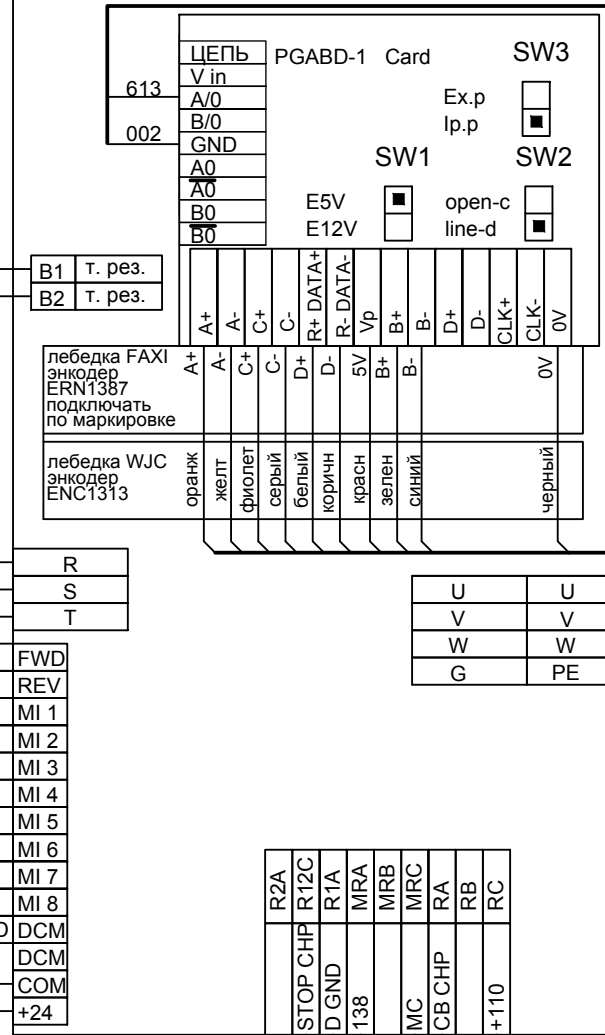 ЦЕПЬ
PGABD-1 Card
SW3
V in
613
A/0
Ex.p
B/0
Ip.p
002
GND
SW1
SW2
A0
A0
E5V
open-c
B0
E12V
line-d
B0
B1 т. рез.
B2 т. рез.
A+ A- C+ C- R+ DATA+ R- DATA- Vp B+ B- D+ D- CLK+ CLK- 0V
лебедка FAXI
энкодер
ERN1387
подключать
по маркировке
A+ A- C+ C- D+ D- 5V B+ B- 0V
лебедка WJC
энкодер
ENC1313
оранж желт фиолет серый белый коричн красн зелен синий черный
R
S
T
U U
V V
W W
G PE
FWD
REV
MI 1
MI 2
MI 3
MI 4
MI 5
MI 6
MI 7
MI 8
DCM
DCM
COM
+24
R2A R12C R1A MRA MRB MRC RA RB RC
STOP CHP D GND 138 MC CB CHP +110